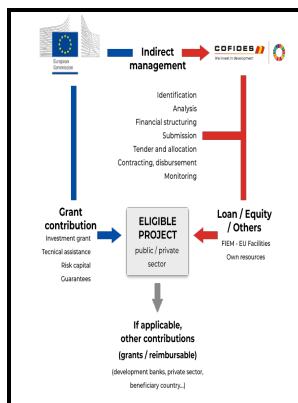 European
Commission
Indirect
management
COFIDES
We invest in development
Identification
Analysis
Financial structuring
Submission
Tender and allocation
Contracting, disbursement
Monitoring
Grant
contribution
Investment grant
Tecnical assistance
Risk capital
Guarantees
ELIGIBLE
PROJECT
public / private
sector
Loan / Equity
/ Others
FIEM - EU Facilities
Own resources
If applicable,
other contributions
(grants / reimbursable)
(development banks, private sector,
beneficiary country...)